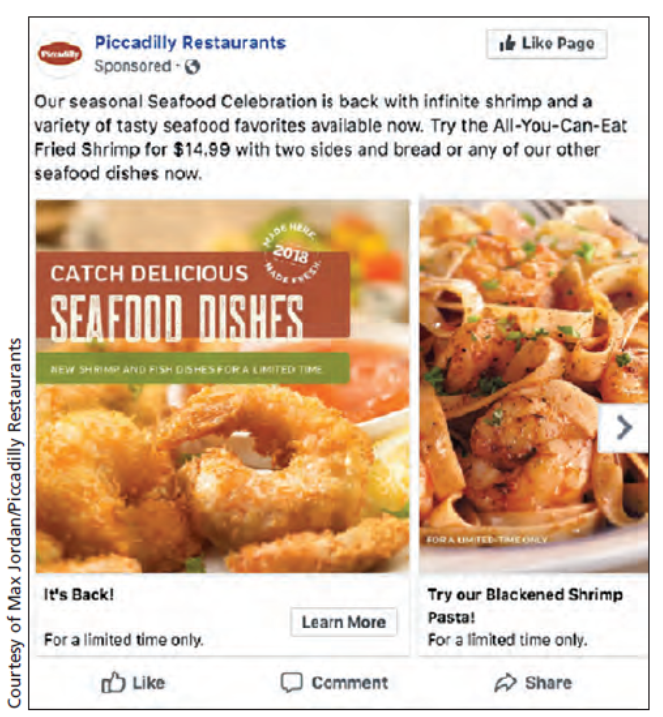 Piccadilly Restaurants
Sponsored ·
Like Page
Piccadilly
Our seasonal Seafood Celebration is back with infinite shrimp and a
variety of tasty seafood favorites available now. Try the All-You-Can-Eat
Fried Shrimp for $14.99 with two sides and bread or any of our other
seafood dishes now.
MADE HERE.
2018
MADE FRESH.
CATCH DELICIOUS
SEAFOOD DISHES
NEW SHRIMP AND FISH DISHES FOR A LIMITED TIME.
FOR A LIMITED-TIME ONLY
It's Back!
For a limited time only.
Learn More
Try our Blackened Shrimp
Pasta!
For a limited time only.
Like
Comment
Share
Courtesy of Max Jordan/Piccadilly Restaurants